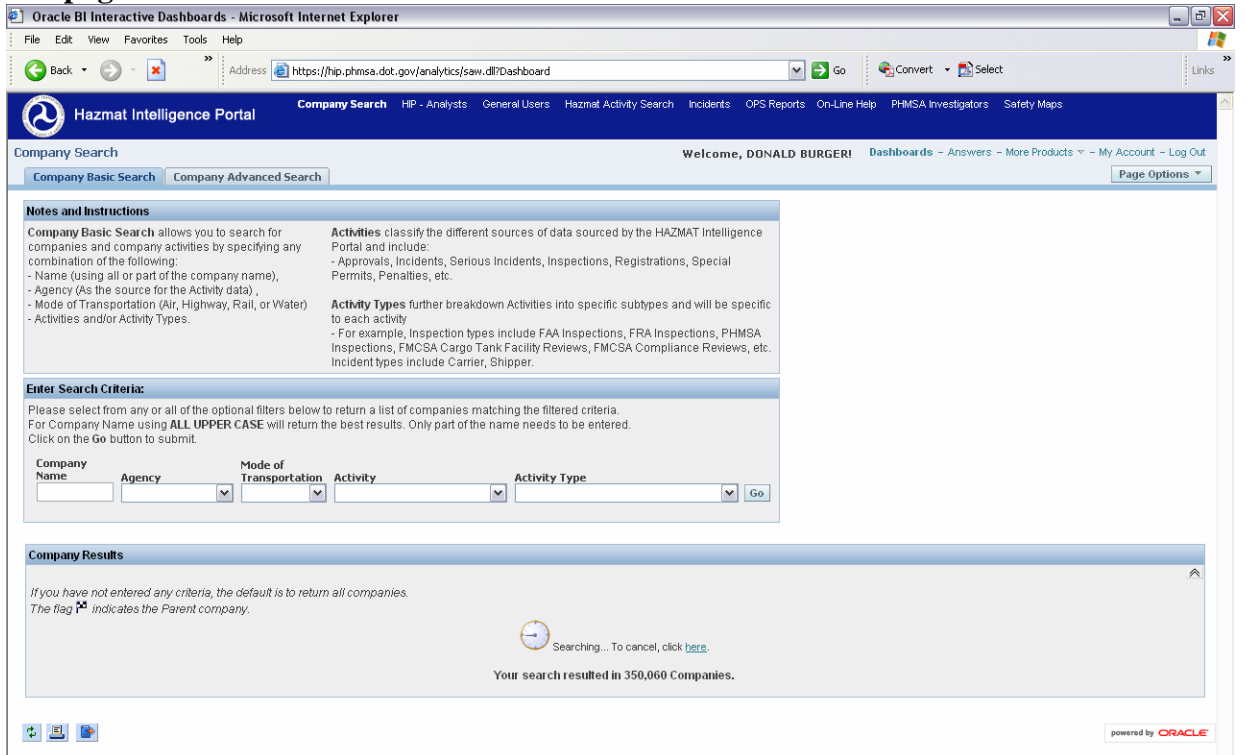 Oracle BI Interactive Dashboards - Microsoft Internet Explorer
File Edit View Favorites Tools Help
Back » Address https://hip.phmsa.dot.gov/analytics/saw.dll?Dashboard Go Convert Select Links »
Hazmat Intelligence Portal
Company Search HIP - Analysts General Users Hazmat Activity Search Incidents OPS Reports On-Line Help PHMSA Investigators Safety Maps
Company Search Welcome, DONALD BURGER! Dashboards - Answers - More Products - My Account - Log Out
Company Basic Search Company Advanced Search Page Options
Notes and Instructions
Company Basic Search allows you to search for
companies and company activities by specifying any
combination of the following:
- Name (using all or part of the company name),
- Agency (As the source for the Activity data) ,
- Mode of Transportation (Air, Highway, Rail, or Water)
- Activities and/or Activity Types.
Activities classify the different sources of data sourced by the HAZMAT Intelligence
Portal and include:
- Approvals, Incidents, Serious Incidents, Inspections, Registrations, Special
Permits, Penalties, etc.
Activity Types further breakdown Activities into specific subtypes and will be specific
to each activity
- For example, Inspection types include FAA Inspections, FRA Inspections, PHMSA
Inspections, FMCSA Cargo Tank Facility Reviews, FMCSA Compliance Reviews, etc.
Incident types include Carrier, Shipper.
Enter Search Criteria:
Please select from any or all of the optional filters below to return a list of companies matching the filtered criteria.
For Company Name using ALL UPPER CASE will return the best results. Only part of the name needs to be entered.
Click on the Go button to submit.
Company
Name
Agency
Mode of
Transportation
Activity
Activity Type
Go
Company Results
If you have not entered any criteria, the default is to return all companies.
The flag indicates the Parent company.
Searching... To cancel, click here.
Your search resulted in 350,060 Companies.
powered by ORACLE